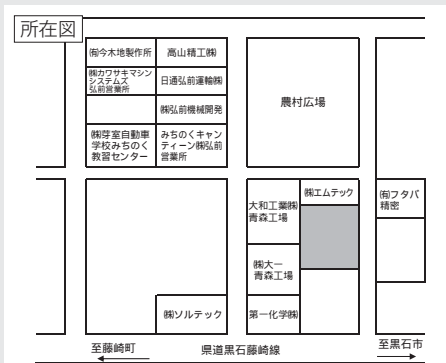 所在図
㈲今木地製作所
高山精工㈱
㈱カワサキマシン
システムズ
弘前営業所
日通弘前運輸㈱
㈱弘前機械開発
㈱芽室自動車
学校みちのく
教習センター
みちのくキャン
ティーン㈱弘前
営業所
農村広場
㈱エムテック
大和工業㈱
青森工場
㈲フタバ
精密
㈱大一
青森工場
㈱ソルテック
第一化学㈱
至藤崎町
県道黒石藤崎線
至黒石市